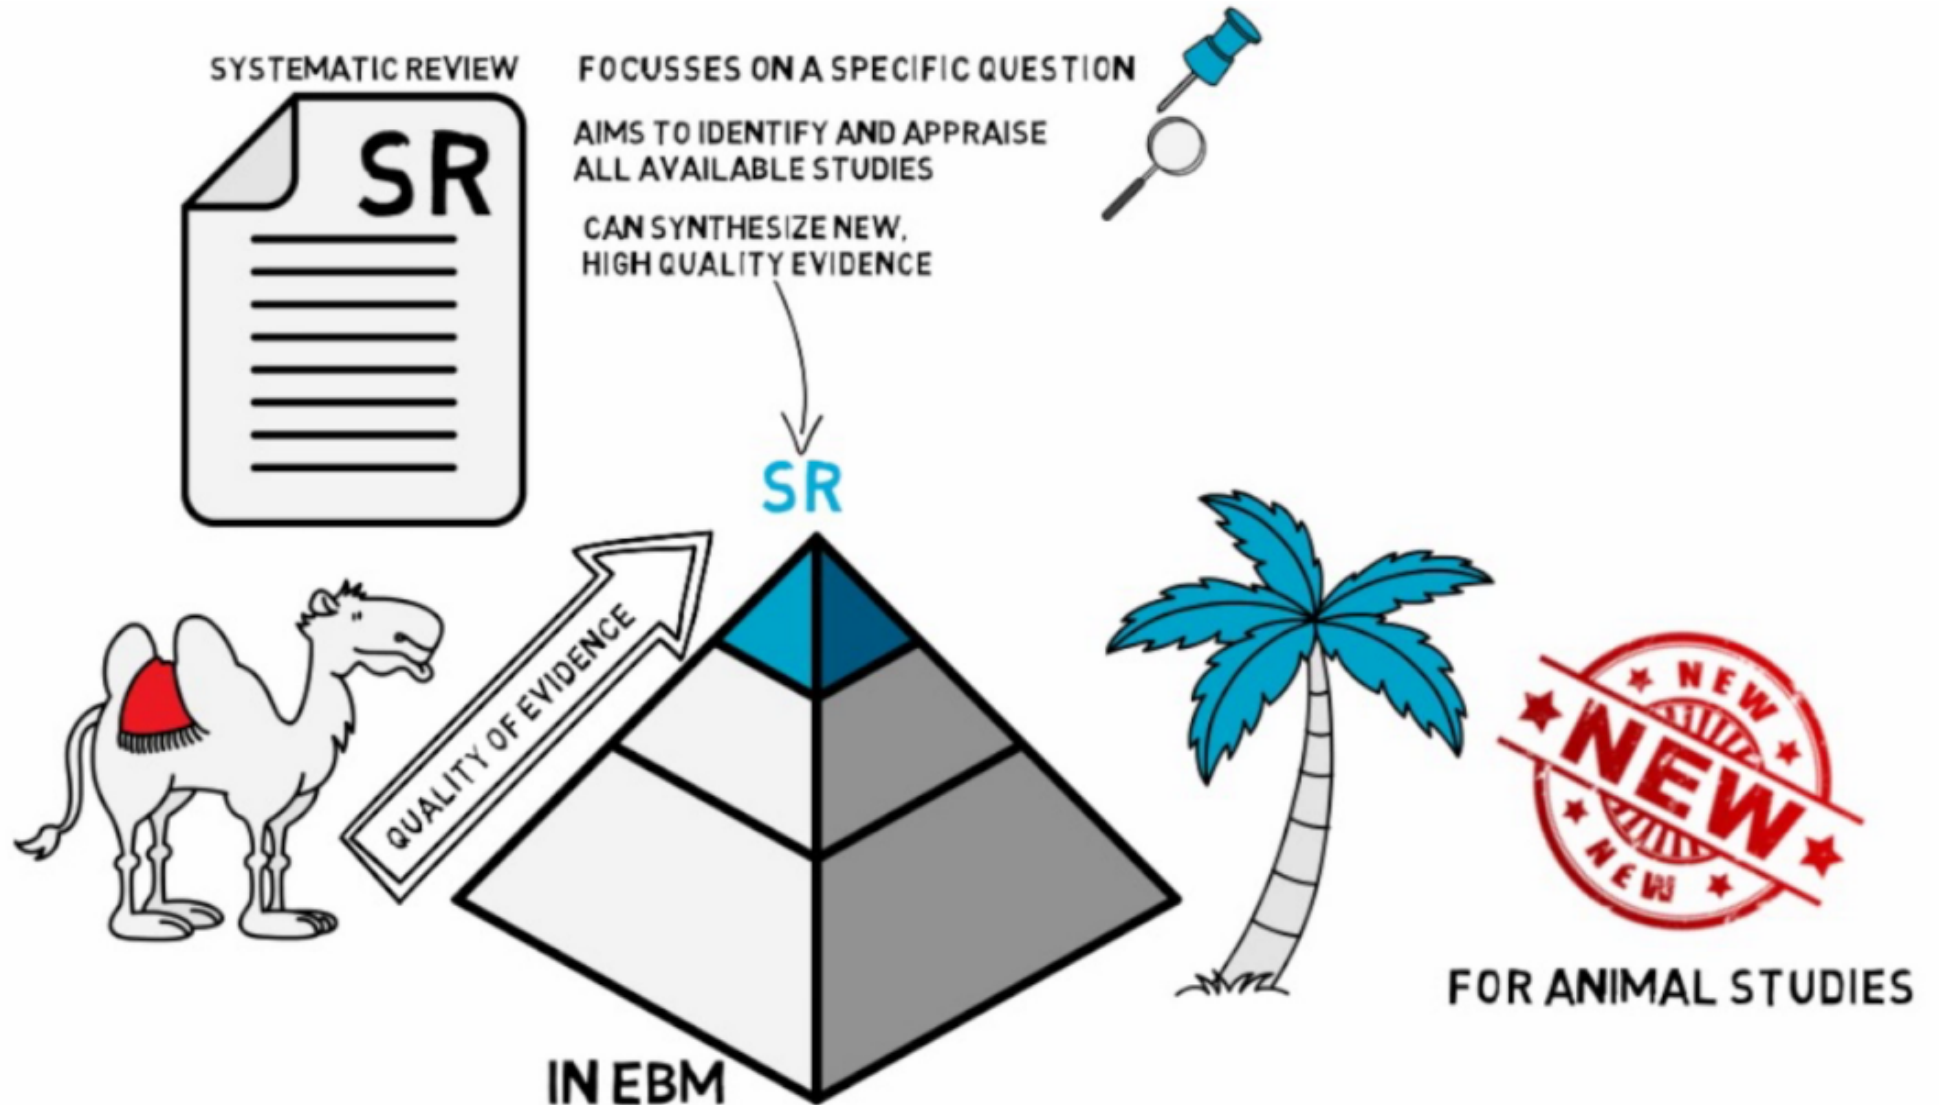 SYSTEMATIC REVIEW
SR
FOCUSSES ON A SPECIFIC QUESTION
AIMS TO IDENTIFY AND APPRAISE
ALL AVAILABLE STUDIES
CAN SYNTHESIZE NEW,
HIGH QUALITY EVIDENCE
SR
QUALITY OF EVIDENCE
NEW
NEW
NEW
FOR ANIMAL STUDIES
IN EBM